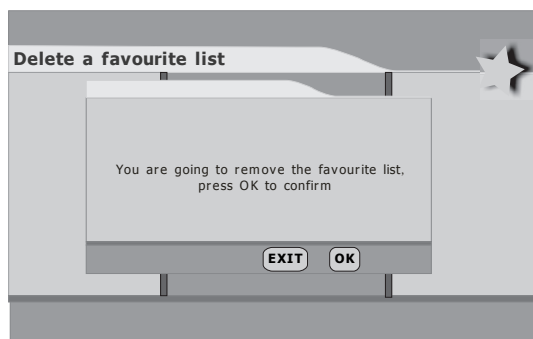 Delete a favourite list
You are going to remove the favourite list,
press OK to confirm
EXIT OK